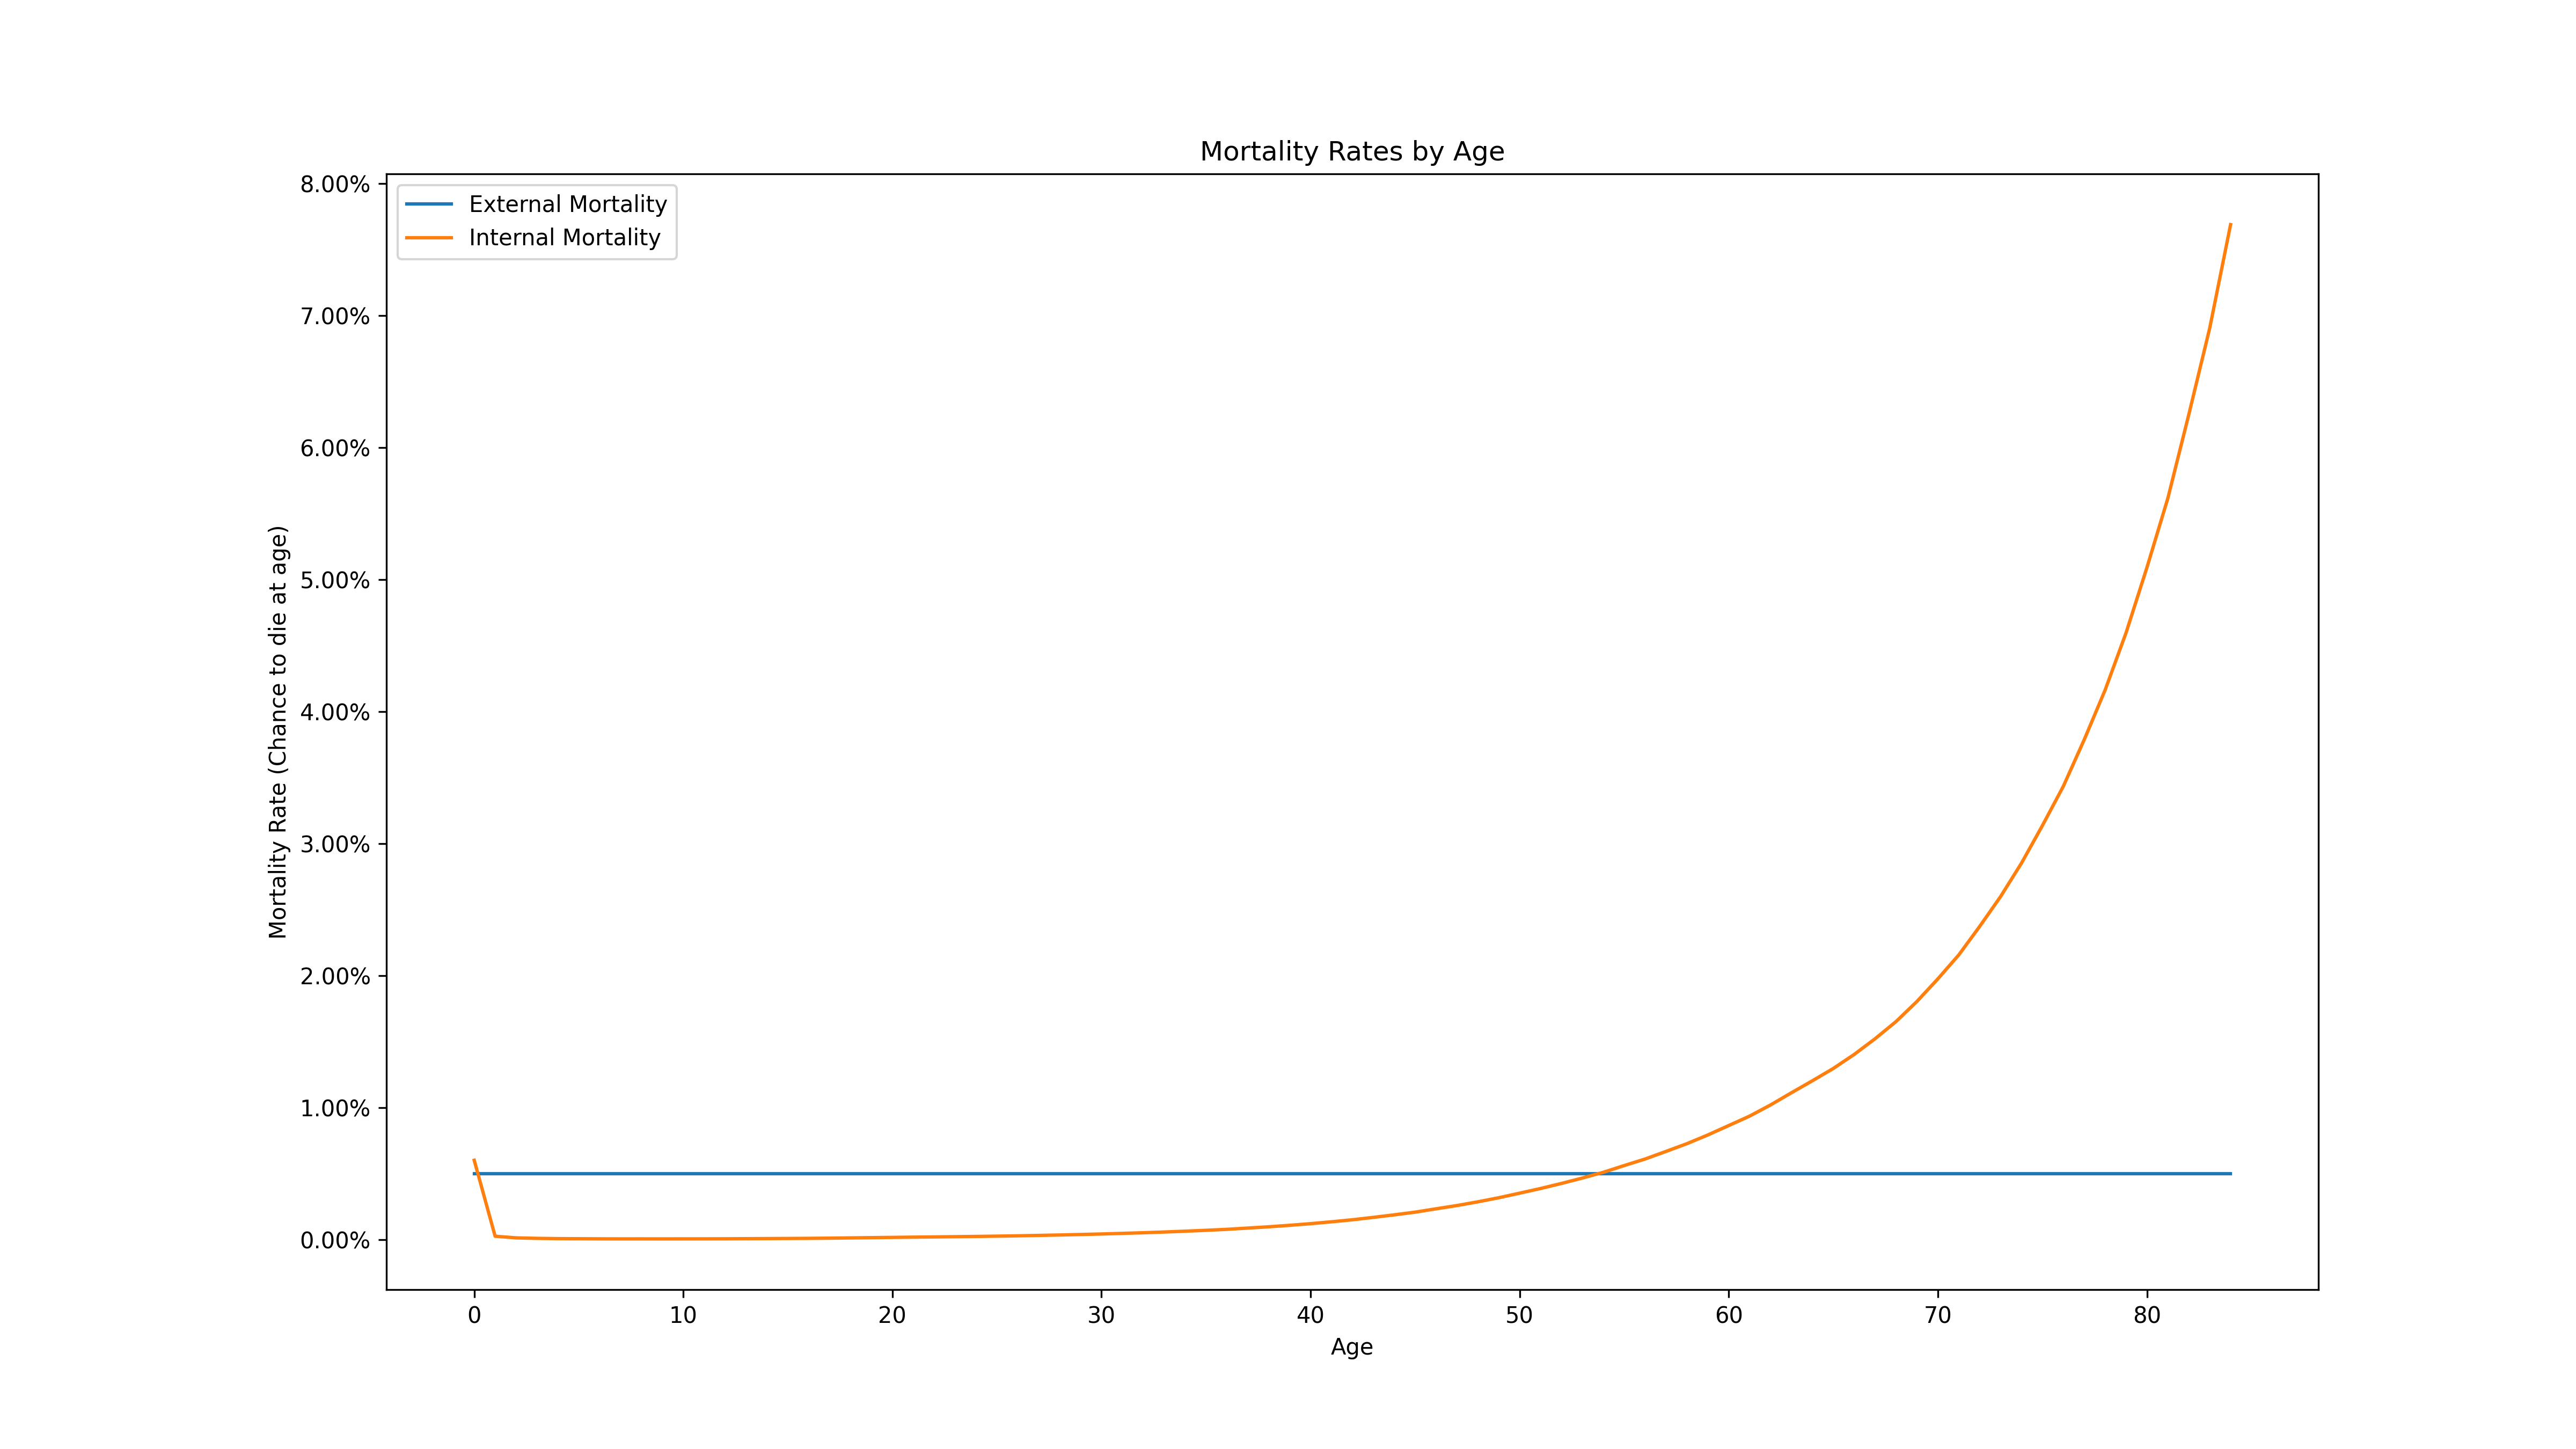 Mortality Rates by Age
External Mortality
Internal Mortality
Mortality Rate (Chance to die at age)
8.00%
7.00%
6.00%
5.00%
4.00%
3.00%
2.00%
1.00%
0.00%
0 10 20 30 40 50 60 70 80
Age